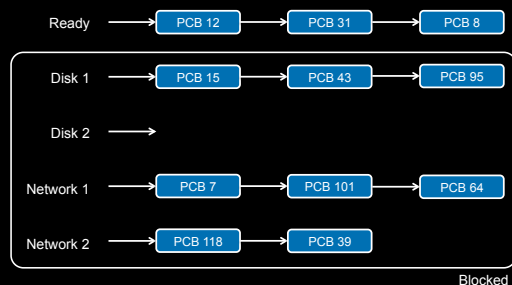 Ready PCB 12 PCB 31 PCB 8
Disk 1 PCB 15 PCB 43 PCB 95
Disk 2
Network 1 PCB 7 PCB 101 PCB 64
Network 2 PCB 118 PCB 39
Blocked